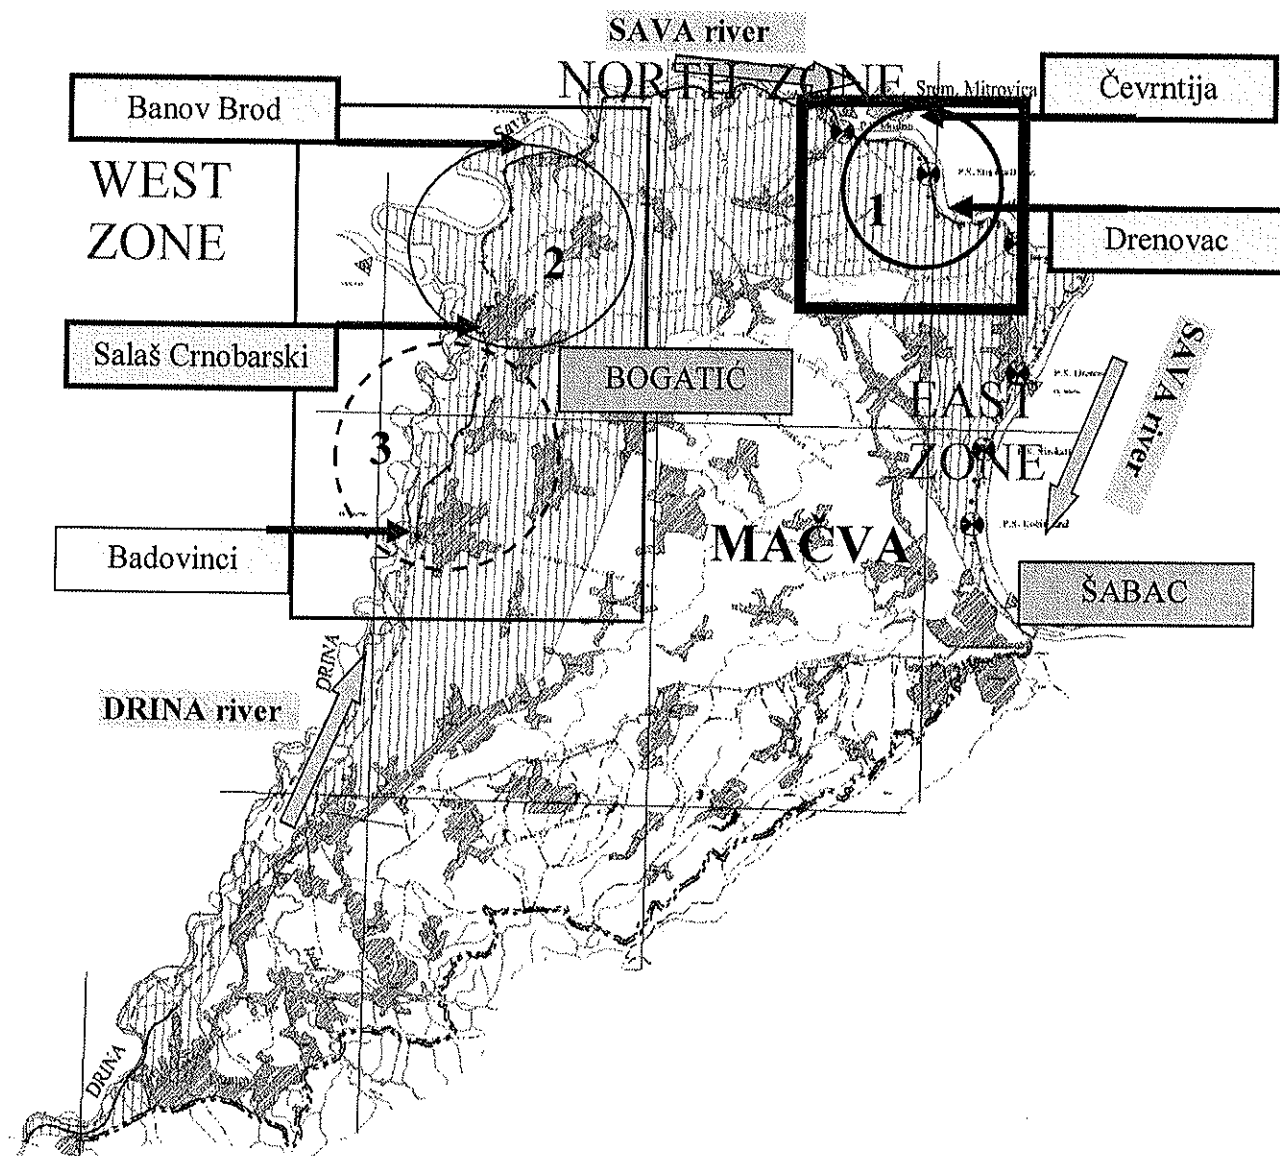 SAVA river
NORTH ZONE
Srem. Mitrovica
Čevrntija
Banov Brod
Sava
WEST
ZONE
1
2
Drenovac
Salaš Crnobarski
BOGATIĆ
SAVA river
EAST
ZONE
3
MAČVA
Badovinci
ŠABAC
DRINA
DRINA river
DRINA